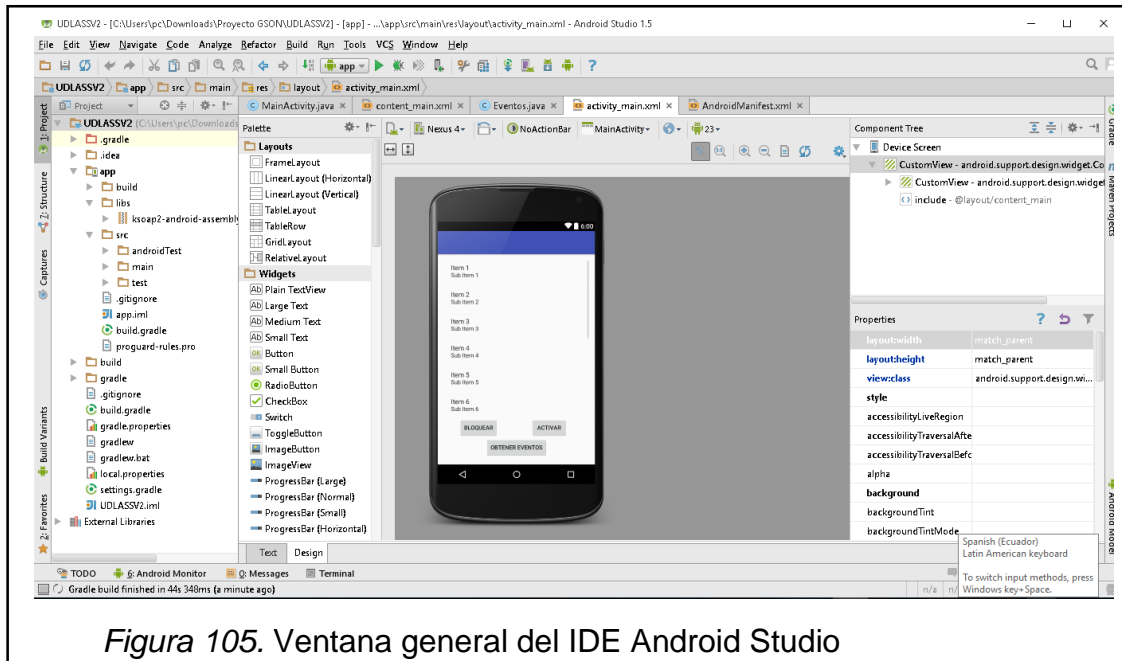 UDLASSV2 - [C:\Users\pc\Downloads\Proyecto GSON\UDLASSV2] - [app] - ...\app\src\main\res\layout\activity_main.xml - Android Studio 1.5
File Edit View Navigate Code Analyze Refactor Build Run Tools VCS Window Help
app
UDLASSV2 app src main res layout activity_main.xml
Project
MainActivity.java content_main.xml Eventos.java activity_main.xml AndroidManifest.xml
1: Project
7: Structure
Captures
Build Variants
2: Favorites
UDLASSV2 (C:\Users\pc\Downloads
.gradle
.idea
app
build
libs
ksoap2-android-assembly
src
androidTest
main
test
.gitignore
app.iml
build.gradle
proguard-rules.pro
build
gradle
.gitignore
build.gradle
gradle.properties
gradlew
gradlew.bat
local.properties
settings.gradle
UDLASSV2.iml
External Libraries
Palette
Layouts
FrameLayout
LinearLayout (Horizontal)
LinearLayout (Vertical)
TableLayout
TableRow
GridLayout
RelativeLayout
Widgets
Ab Plain TextView
Ab Large Text
Ab Medium Text
Ab Small Text
OK Button
OK Small Button
RadioButton
CheckBox
Switch
ToggleButton
ImageButton
ImageView
ProgressBar (Large)
ProgressBar (Normal)
ProgressBar (Small)
ProgressBar (Horizontal)
Nexus 4 NoActionBar MainActivity 23
6:00
Item 1
Sub Item 1
Item 2
Sub Item 2
Item 3
Sub Item 3
Item 4
Sub Item 4
Item 5
Sub Item 5
Item 6
Sub Item 6
BLOQUEAR ACTIVAR
OBTENER EVENTOS
Text Design
Component Tree
Device Screen
CustomView - android.support.design.widget.Co
CustomView - android.support.design.widget
include - @layout/content_main
Properties
layout:width match_parent
layout:height match_parent
view:class android.support.design.wi...
style
accessibilityLiveRegion
accessibilityTraversalAfte
accessibilityTraversalBefc
alpha
background
backgroundTint
backgroundTintMode
Gradle
Maven Projects
Android Model
Spanish (Ecuador)
Latin American keyboard
To switch input methods, press
Windows key+Space.
TODO 6: Android Monitor 0: Messages Terminal
Gradle build finished in 44s 348ms (a minute ago)
n/a
Figura 105. Ventana general del IDE Android Studio